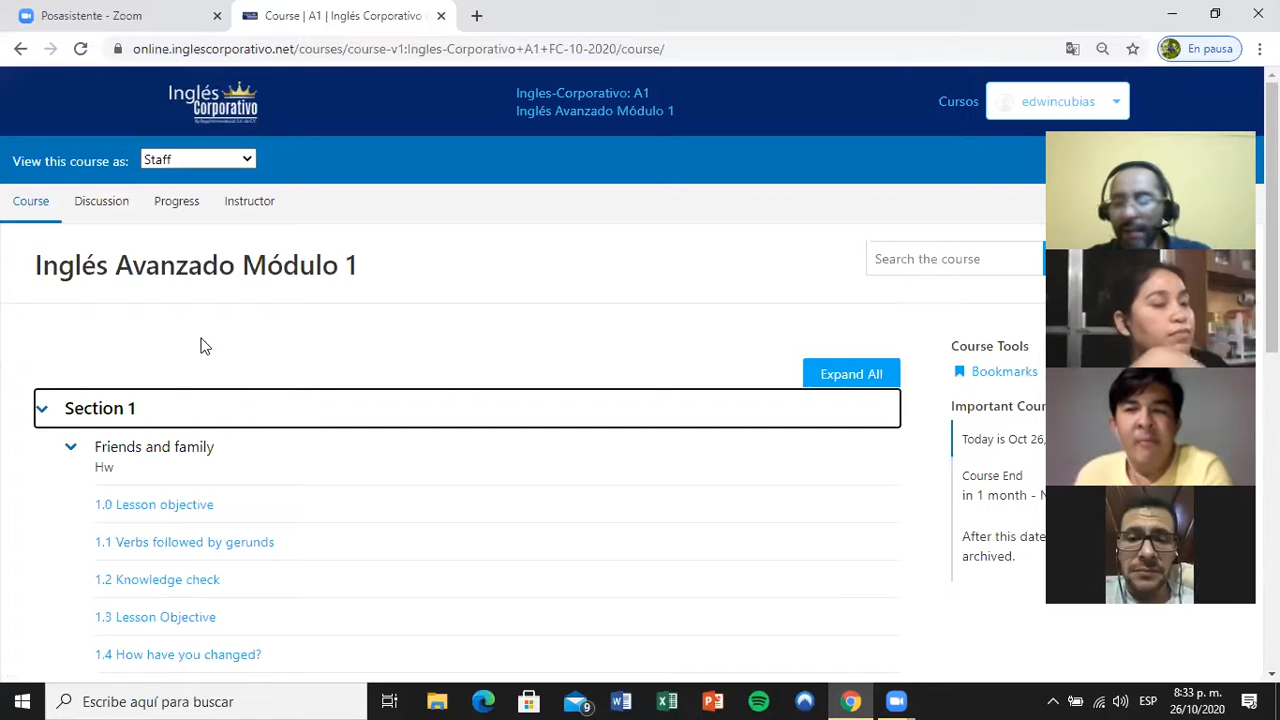 Posasistente - Zoom
Course | A1 | Inglés Corporativo
online.inglescorporativo.net/courses/course-v1:Ingles-Corporativo+A1+FC-10-2020/course/
En pausa
Inglés
Corporativo
Ingles-Corporativo: A1
Inglés Avanzado Módulo 1
Cursos
edwincubias
View this course as:
Staff
Course
Discussion
Progress
Instructor
Inglés Avanzado Módulo 1
Search the course
Expand All
Course Tools
Bookmarks
Important Cour
Today is Oct 26,
Course End
in 1 month - N
After this date
archived.
Section 1
Friends and family
Hw
1.0 Lesson objective
1.1 Verbs followed by gerunds
1.2 Knowledge check
1.3 Lesson Objective
1.4 How have you changed?
Escribe aquí para buscar
9
ESP
8:33 p. m.
26/10/2020